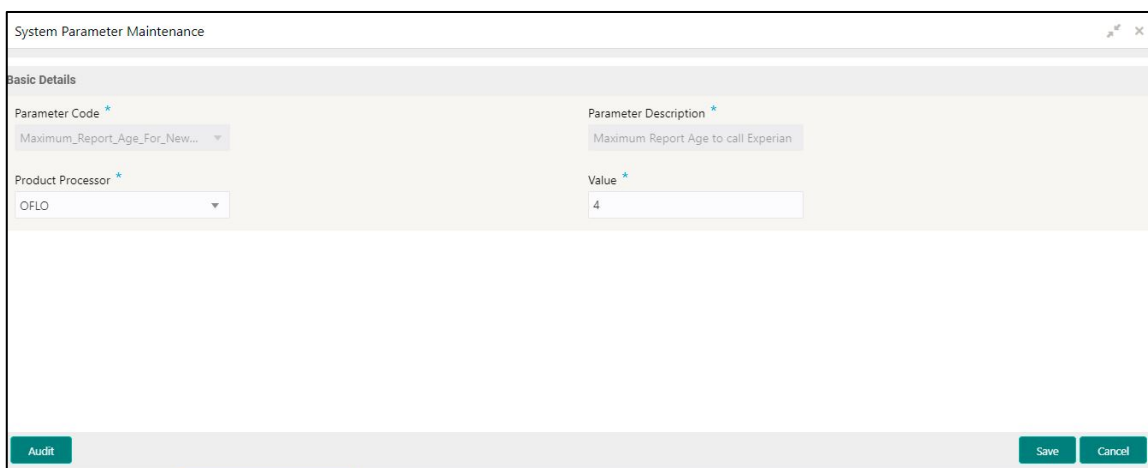 System Parameter Maintenance
Basic Details
Parameter Code *
Parameter Description *
Maximum_Report_Age_For_New...
Maximum Report Age to call Experian
Product Processor *
Value *
OFLO
4
Audit
Save
Cancel